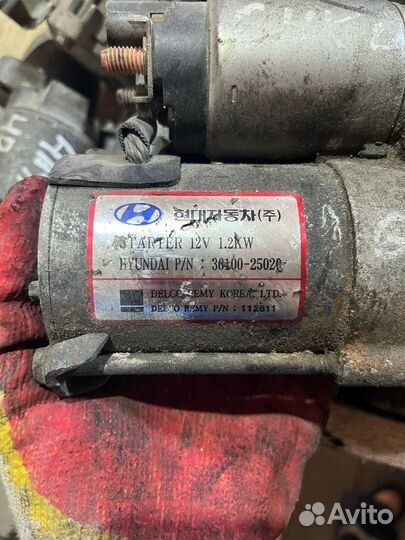 현대자동차(주)
STARTER 12V 1.2KW
HYUNDAI P/N : 36100-25020
DELCO REMY KOREA. LTD.
DELCO REMY P/N : 112611
Avito